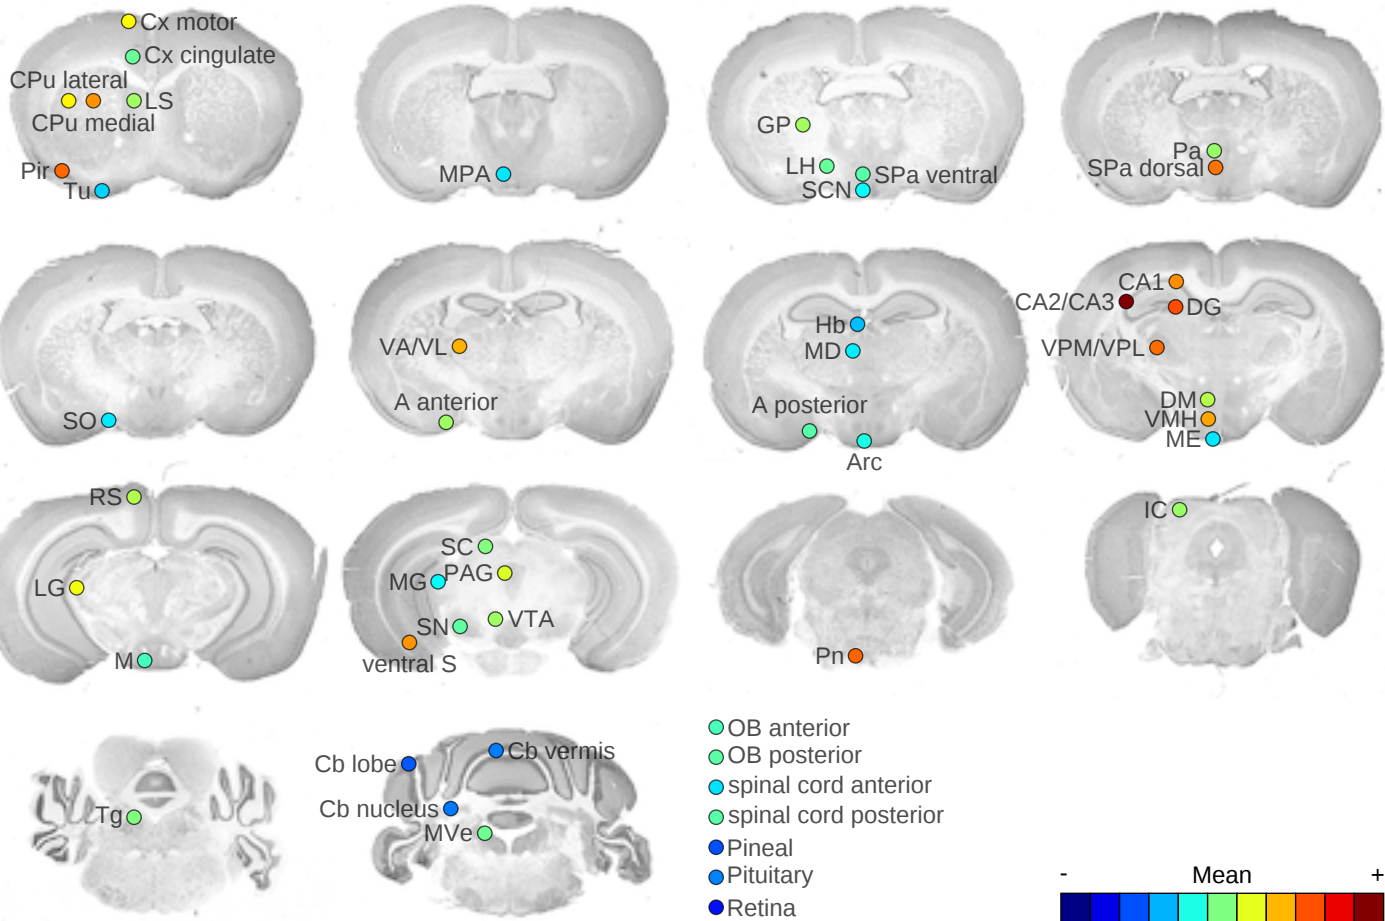 Cx motor
Cx cingulate
CPu lateral
LS
CPu medial
Pir
Tu
MPA
GP
LH
SPa ventral
SCN
Pa
SPa dorsal
SO
VA/VL
A anterior
Hb
MD
A posterior
Arc
CA1
CA2/CA3
DG
VPM/VPL
DM
VMH
ME
RS
LG
M
SC
MG
PAG
SN
VTA
ventral S
Pn
IC
Tg
Cb lobe
Cb vermis
Cb nucleus
MVe
OB anterior
OB posterior
spinal cord anterior
spinal cord posterior
Pineal
Pituitary
Retina
- Mean +